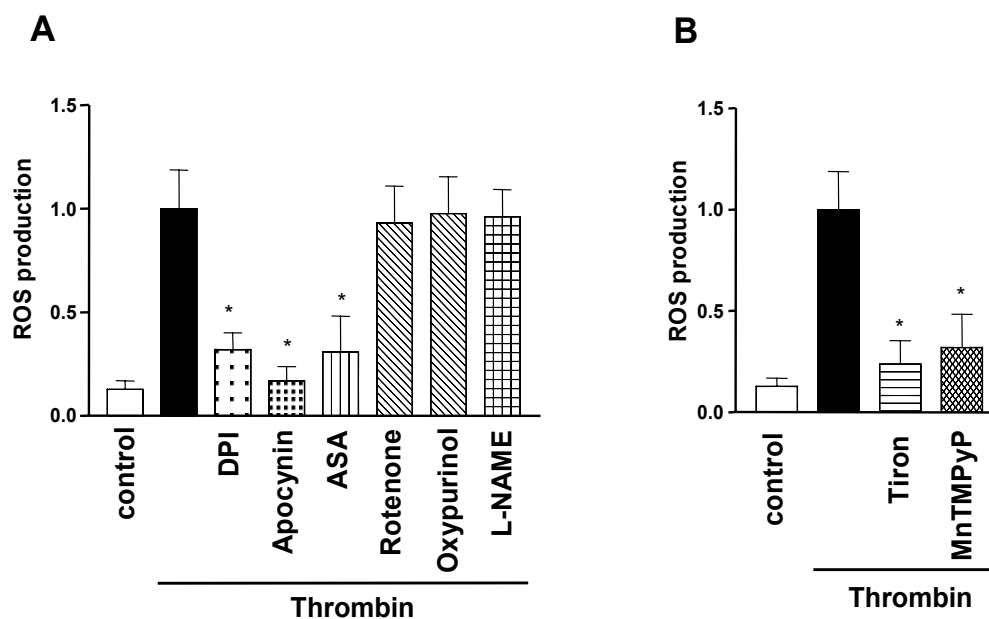 A
ROS production
1.5
1.0
0.5
0.0
*
*
*
control
DPI
Apocynin
ASA
Rotenone
Oxypurinol
L-NAME
Thrombin
B
ROS production
1.5
1.0
0.5
0.0
*
*
control
Tiron
MnTMPyP
Thrombin